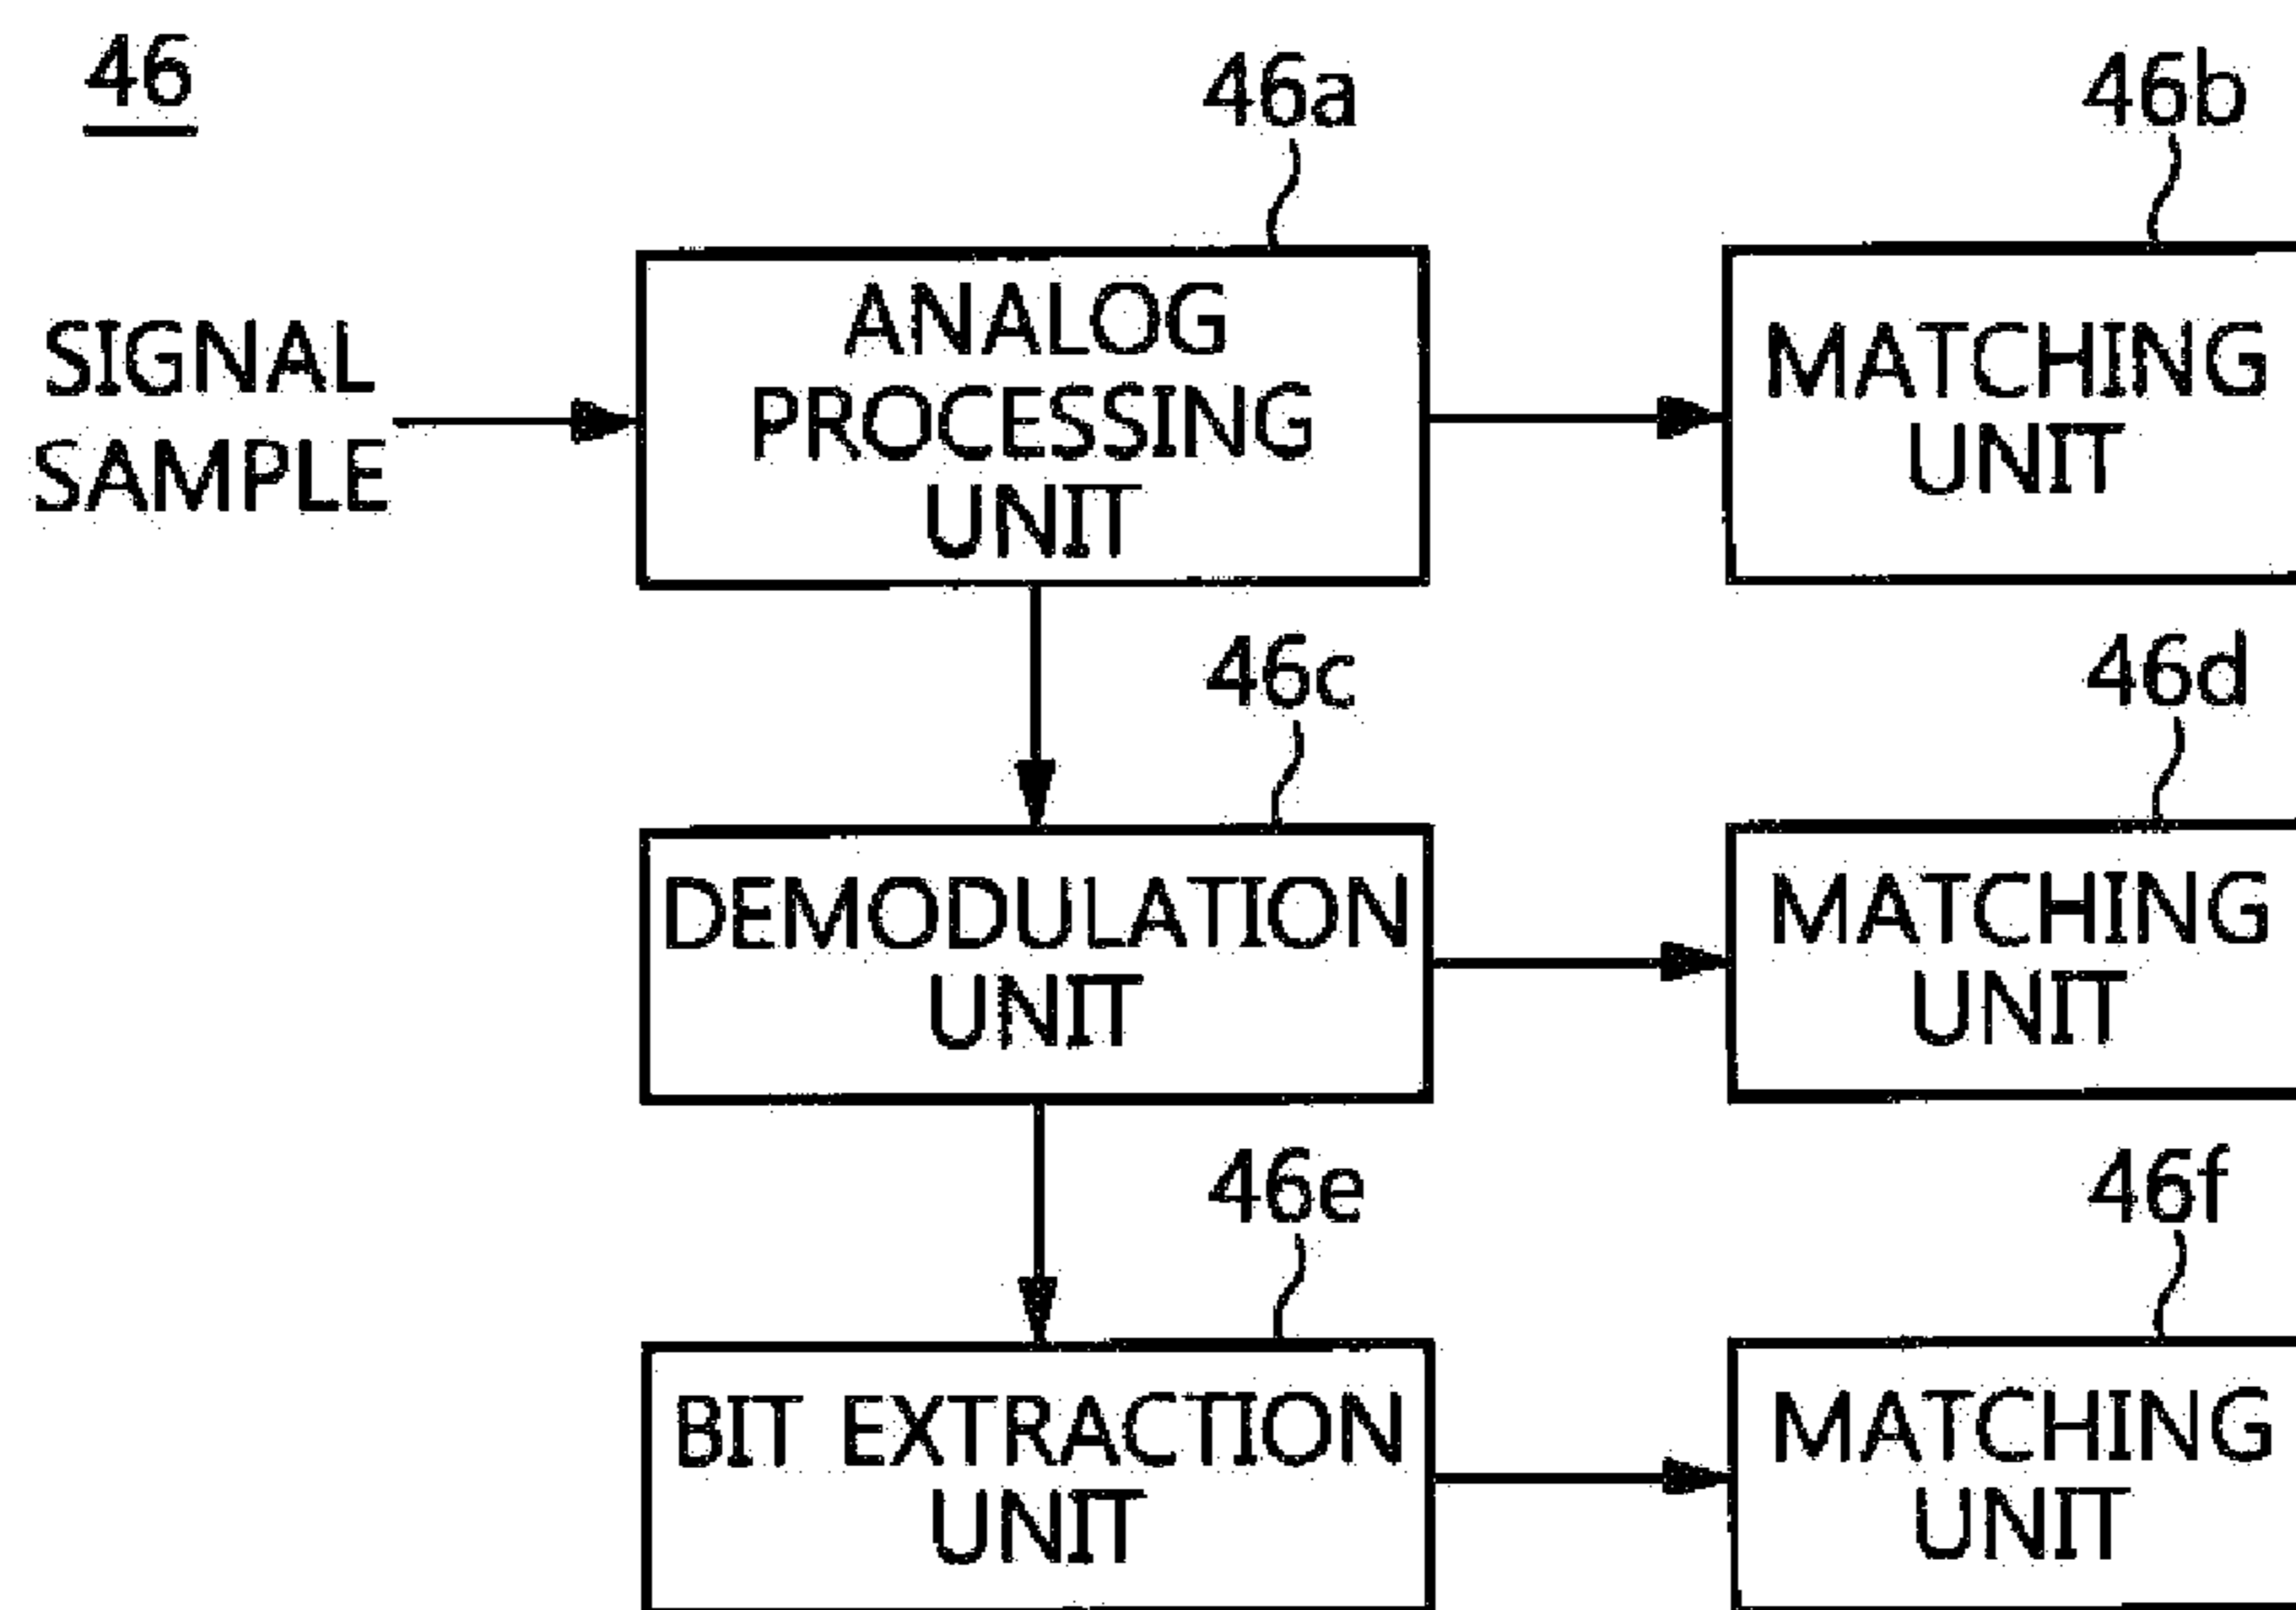 46
46a
46b
SIGNAL
SAMPLE
ANALOG
PROCESSING
UNIT
MATCHING
UNIT
46c
46d
DEMODULATION
UNIT
MATCHING
UNIT
46e
46f
BIT EXTRACTION
UNIT
MATCHING
UNIT